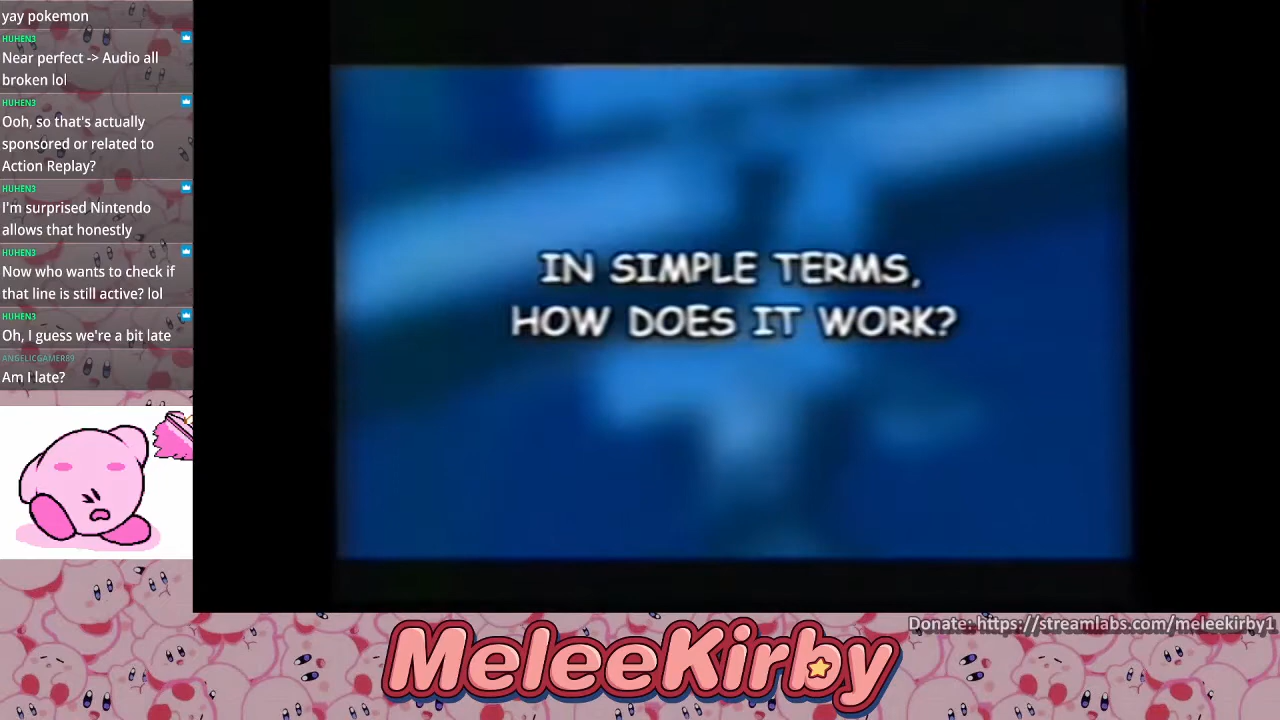 yay pokemon
HUHEN3
Near perfect -> Audio all
broken lol
HUHEN3
Ooh, so that's actually
sponsored or related to
Action Replay?
HUHEN3
I'm surprised Nintendo
allows that honestly
HUHEN3
Now who wants to check if
that line is still active? lol
HUHEN3
Oh, I guess we're a bit late
ANGELICGAMER89
Am I late?
IN SIMPLE TERMS,
HOW DOES IT WORK?
Donate: https://streamlabs.com/meleekirby1
MeleeKirby